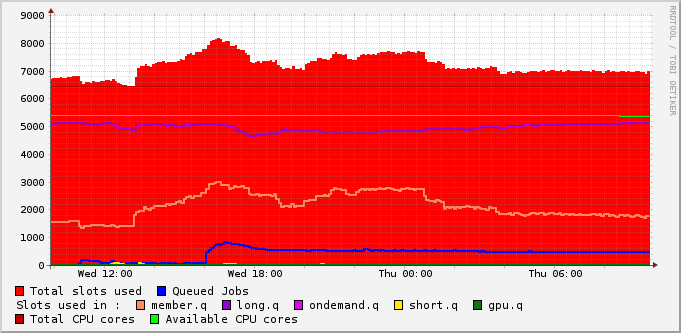 9000
8000
7000
6000
5000
4000
3000
2000
1000
0
Wed 12:00 Wed 18:00 Thu 00:00 Thu 06:00
RRDTOOL / TOBI OETIKER
Total slots used Queued Jobs
Slots used in : member.q long.q ondemand.q short.q gpu.q
Total CPU cores Available CPU cores